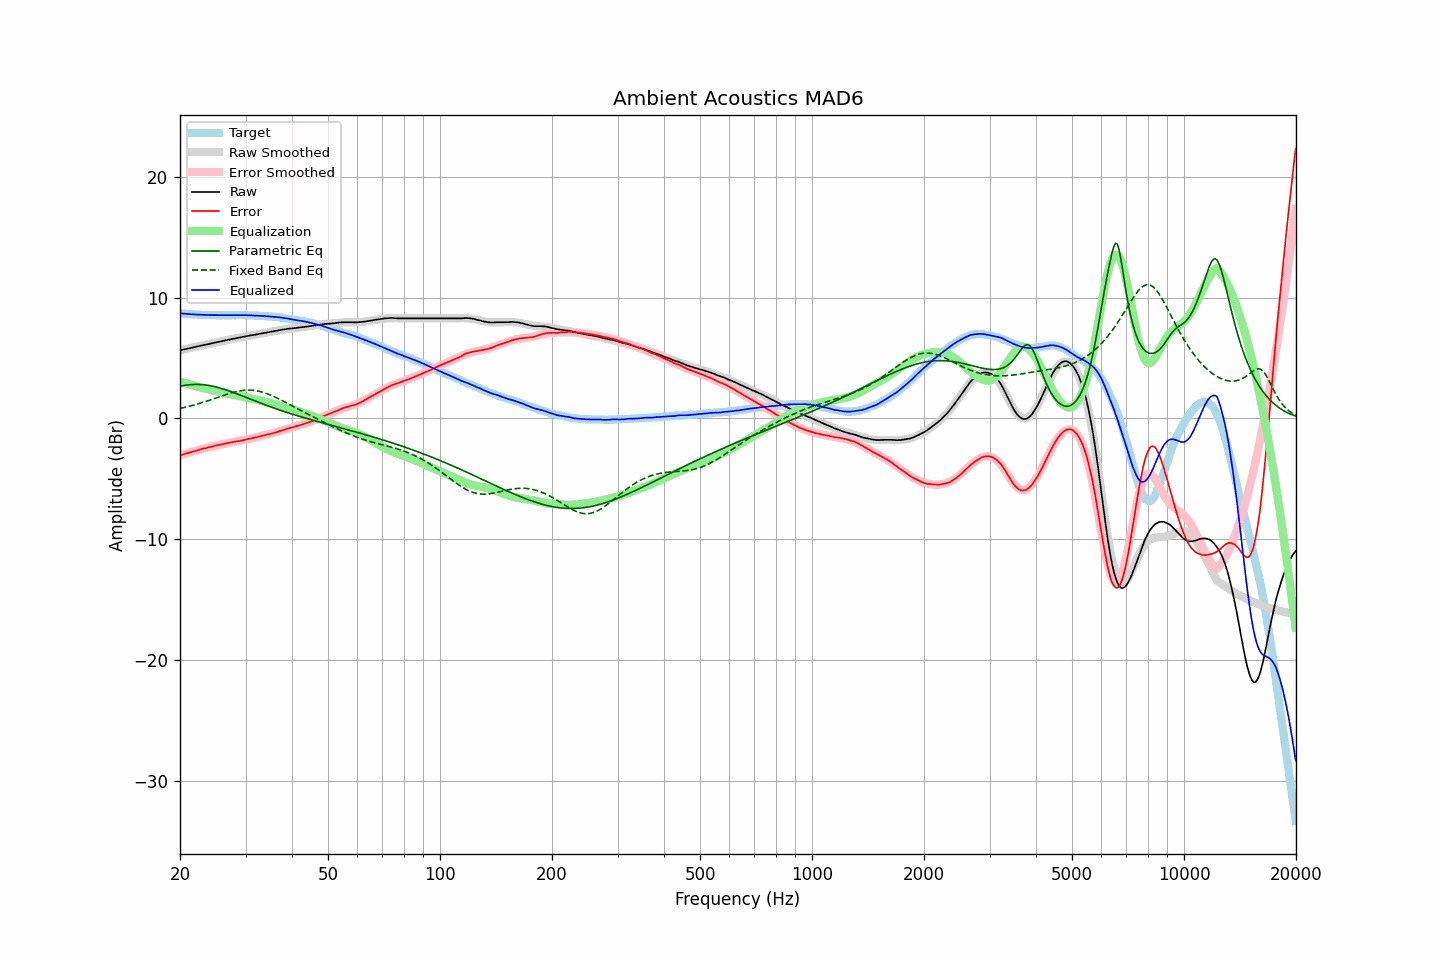 Ambient Acoustics MAD6
Target
Raw Smoothed
Error Smoothed
Raw
Error
Equalization
Parametric Eq
Fixed Band Eq
Equalized
20
10
0
−10
−20
−30
Amplitude (dBr)
20 50 100 200 500 1000 2000 5000 10000 20000
Frequency (Hz)